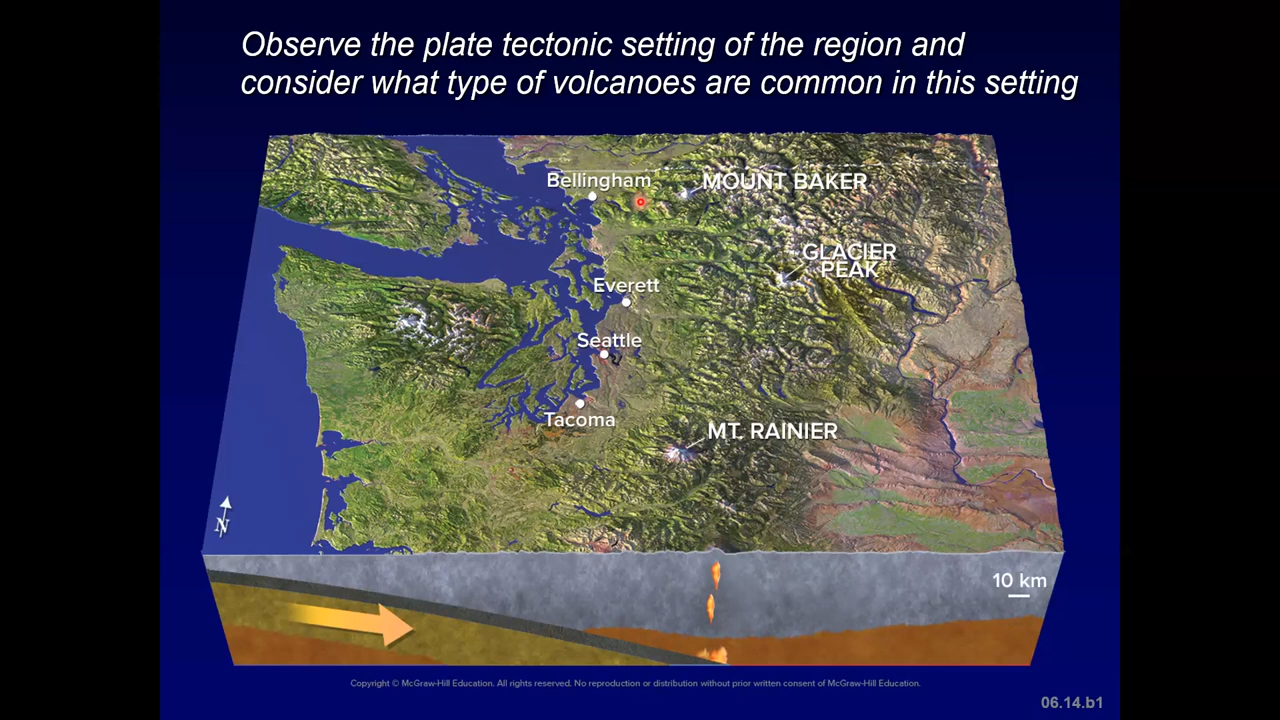 Observe the plate tectonic setting of the region and
consider what type of volcanoes are common in this setting
Bellingham
MOUNT BAKER
GLACIER
PEAK
Everett
Seattle
Tacoma
MT. RAINIER
N
10 km
Copyright © McGraw-Hill Education. All rights reserved. No reproduction or distribution without prior written consent of McGraw-Hill Education.
06.14.b1